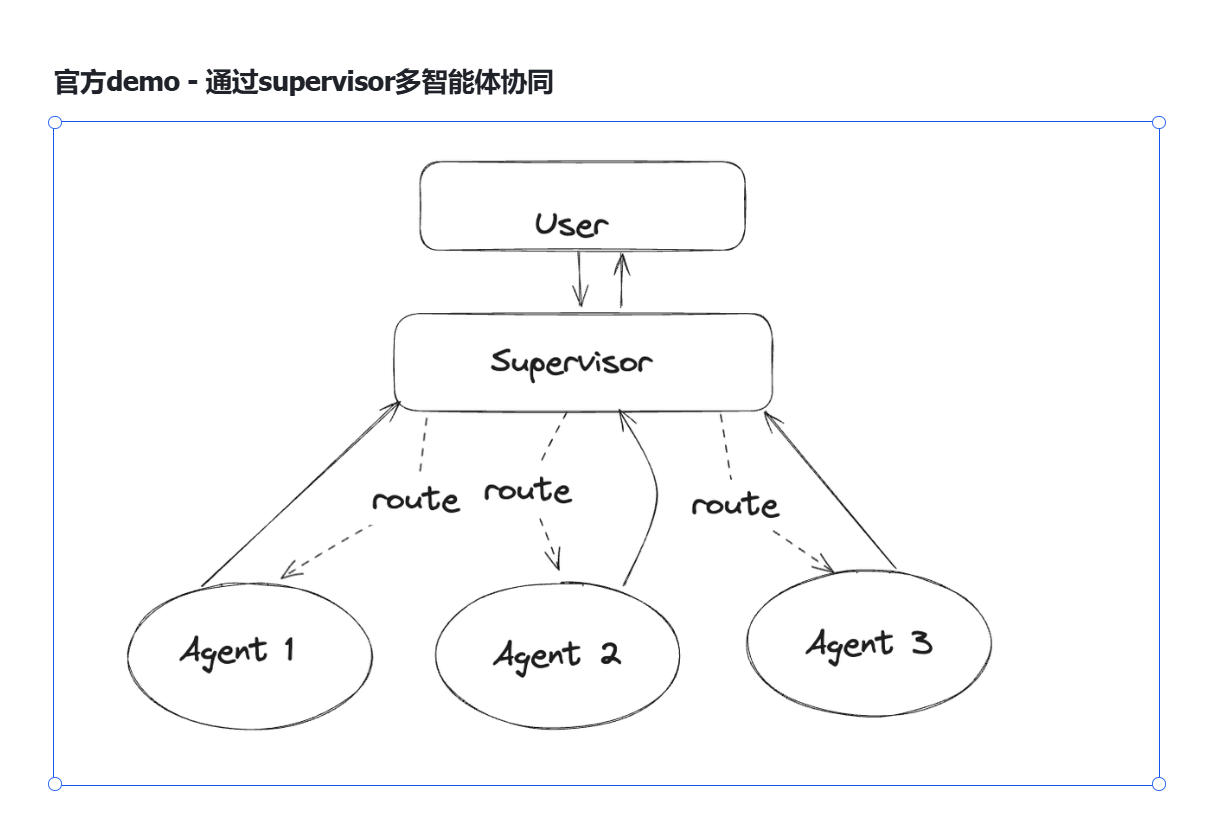 官方demo - 通过supervisor多智能体协同
User
Supervisor
route
route
route
Agent 1
Agent 2
Agent 3